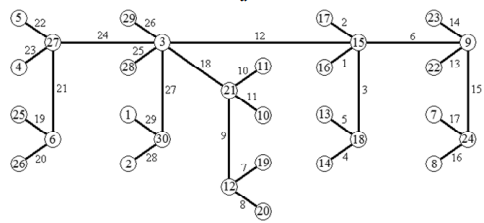 5 22 29 26 17 2 23 14
27 24 3 12 15 6 9
23 25 1 13
4 28 18 16 22
10 11
21 27 21 11 3 15
10
25 19 1 29 13 5 7 17
6 30 9 18 24
26 20 2 28 14 4 8 16
7 19
12
8 20